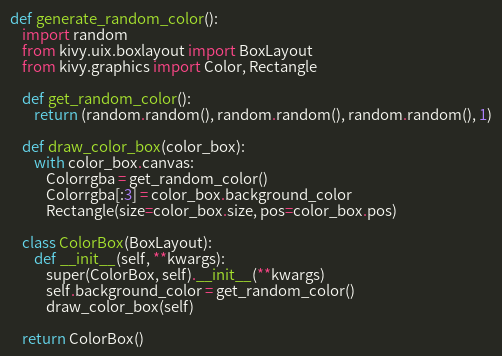 def generate_random_color():
    import random
    from kivy.uix.boxlayout import BoxLayout
    from kivy.graphics import Color, Rectangle

    def get_random_color():
        return (random.random(), random.random(), random.random(), 1)

    def draw_color_box(color_box):
        with color_box.canvas:
            Colorrgba = get_random_color()
            Colorrgba[:3] = color_box.background_color
            Rectangle(size=color_box.size, pos=color_box.pos)

    class ColorBox(BoxLayout):
        def __init__(self, **kwargs):
            super(ColorBox, self).__init__(**kwargs)
            self.background_color = get_random_color()
            draw_color_box(self)

    return ColorBox()